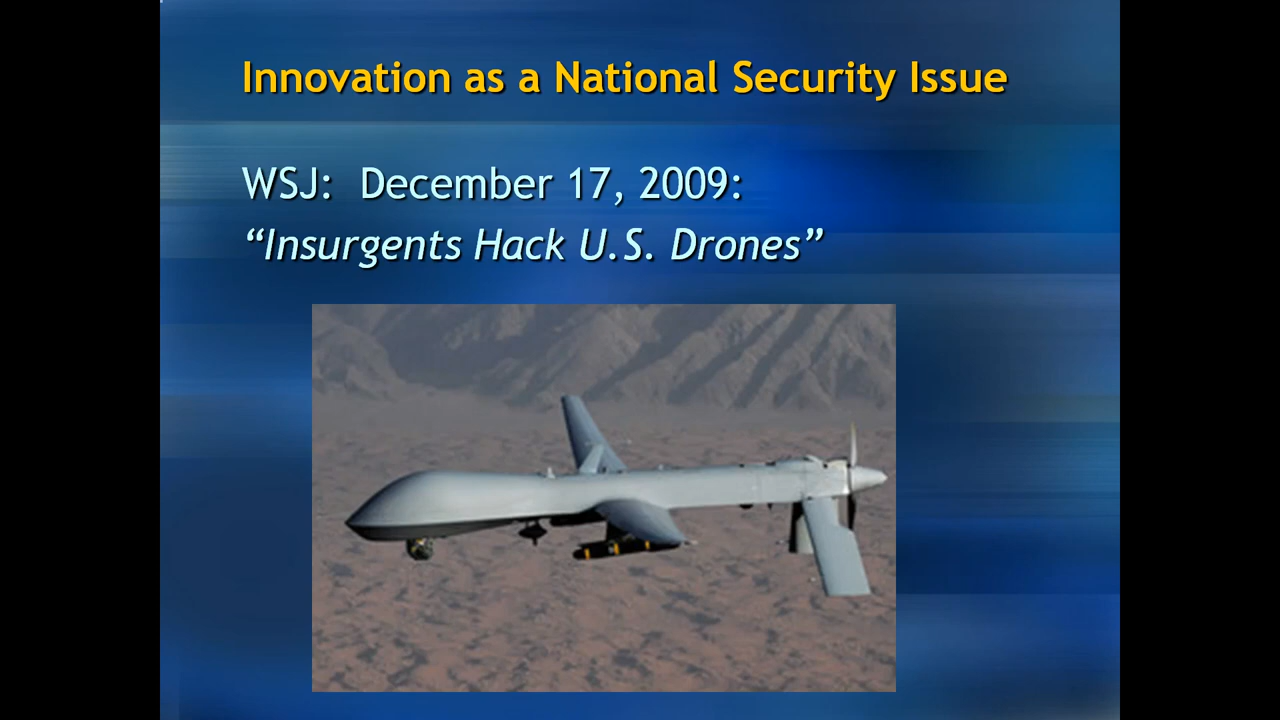 Innovation as a National Security Issue
WSJ:  December 17, 2009:
“Insurgents Hack U.S. Drones”